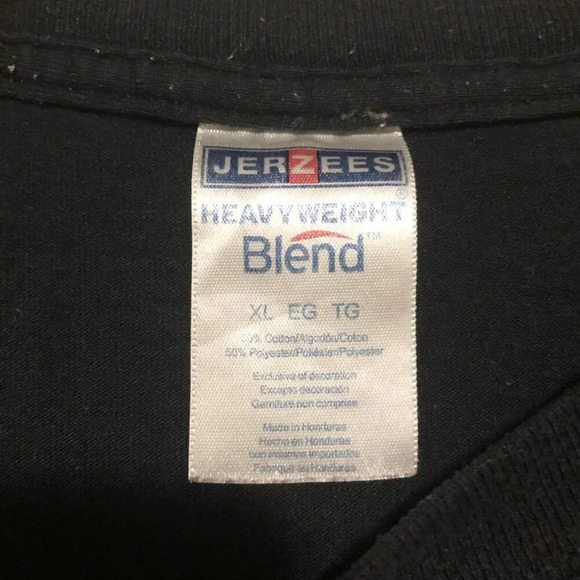 JERZEES
HEAVYWEIGHT®
Blend™
XL EG TG
50% Cotton/Algodón/Coton
50% Polyester/Poliéster/Polyester
Exclusive of decoration
Excepto decoración
Garniture non comprise
Made in Honduras
Hecho en Honduras
con insumos importados
Fabriqué au Honduras